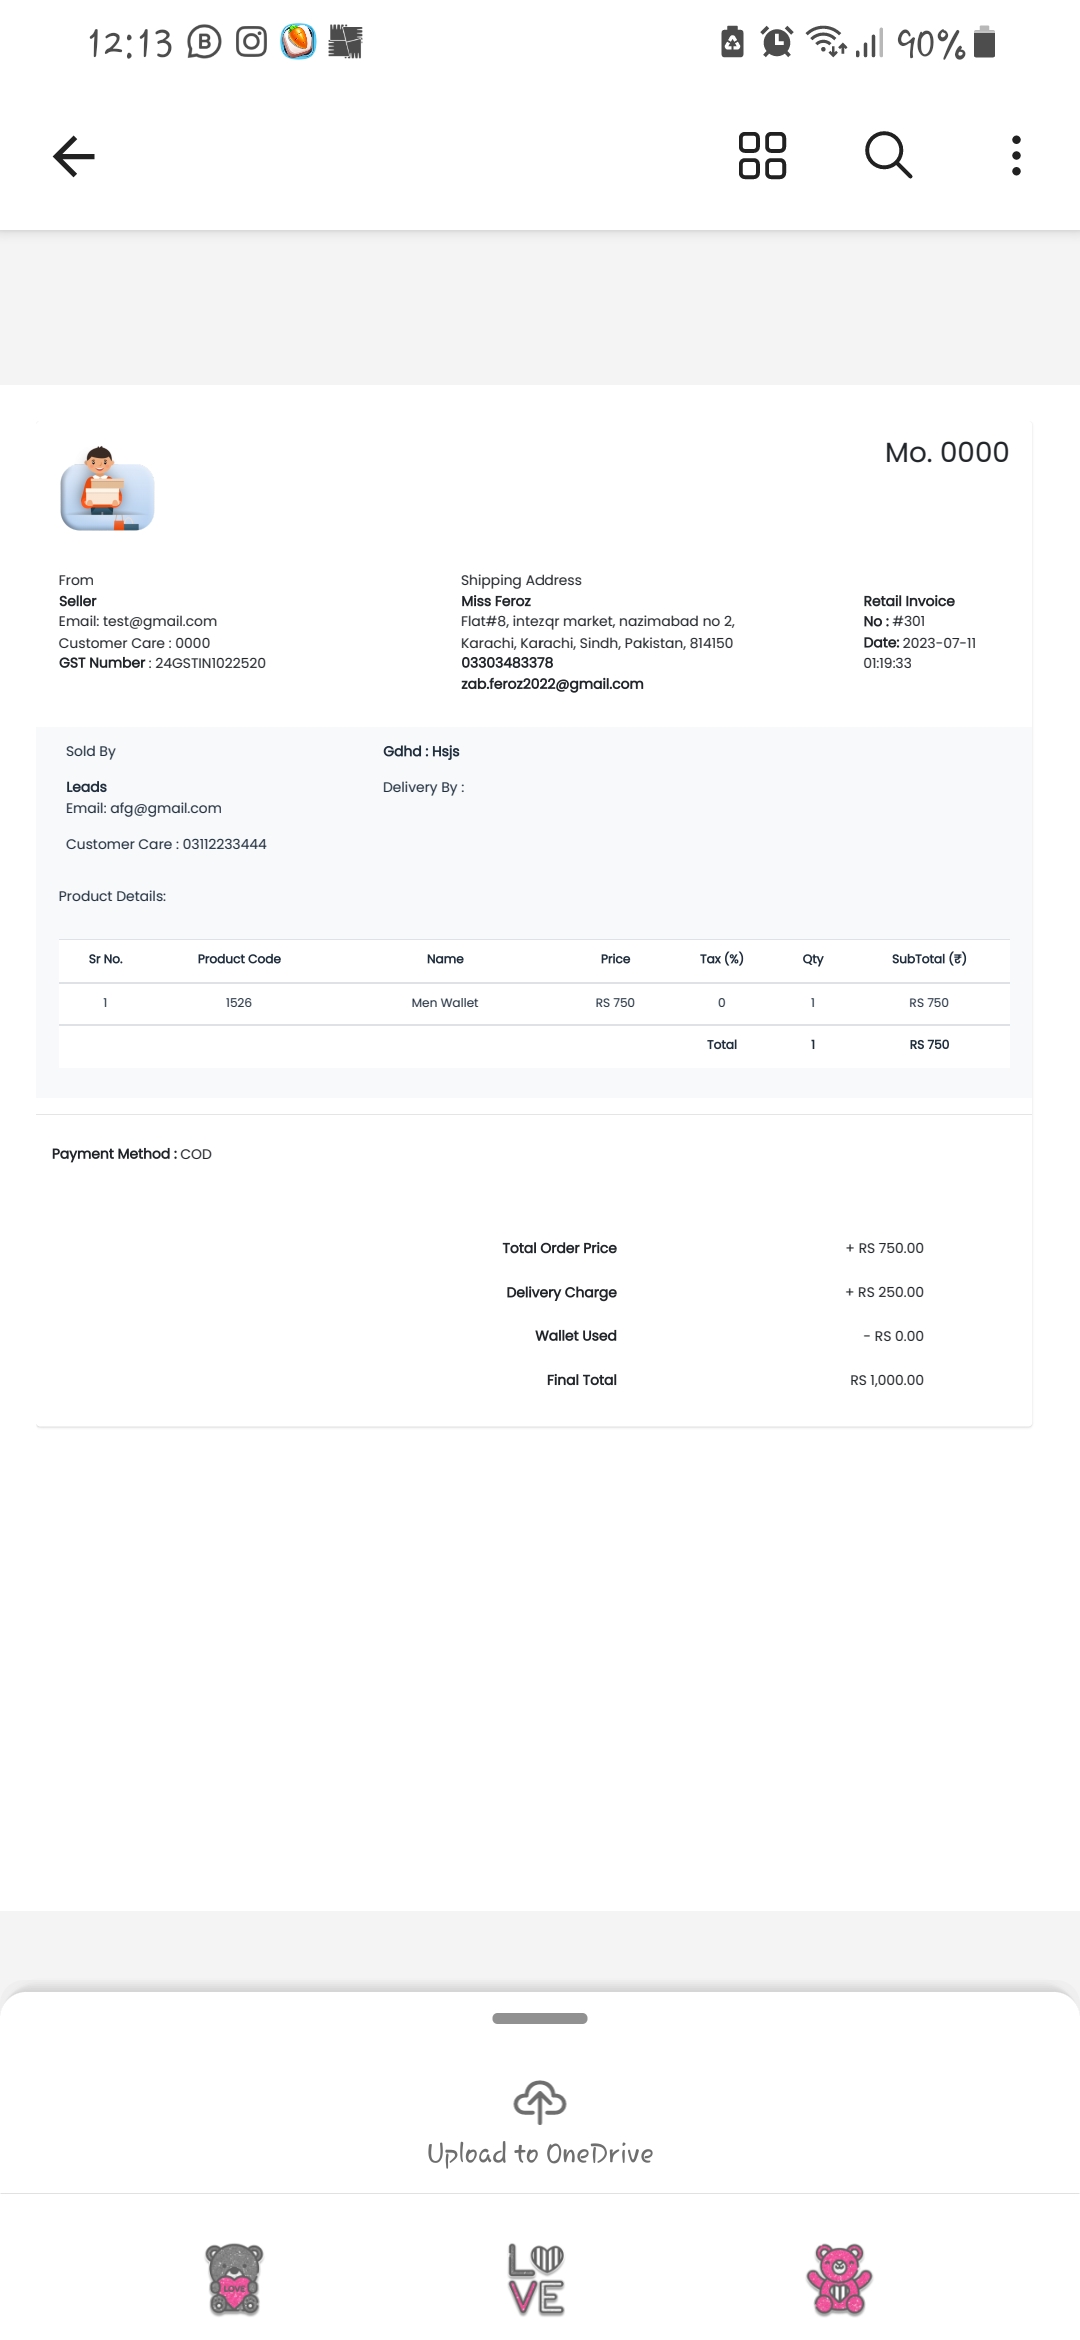 12:13
90%
Mo. 0000
From
Seller
Email: test@gmail.com
Customer Care : 0000
GST Number : 24GSTIN1022520
Shipping Address
Miss Feroz
Flat#8, intezqr market, nazimabad no 2,
Karachi, Karachi, Sindh, Pakistan, 814150
03303483378
zab.feroz2022@gmail.com
Retail Invoice
No : #301
Date: 2023-07-11
01:19:33
Sold By
Leads
Email: afg@gmail.com
Customer Care : 03112233444
Gdhd : Hsjs
Delivery By :
Product Details:
Sr No. Product Code Name Price Tax (%) Qty SubTotal (₹)
1 1526 Men Wallet RS 750 0 1 RS 750
Total 1 RS 750
Payment Method : COD
Total Order Price + RS 750.00
Delivery Charge + RS 250.00
Wallet Used - RS 0.00
Final Total RS 1,000.00
Upload to OneDrive
LOVE
L
VE